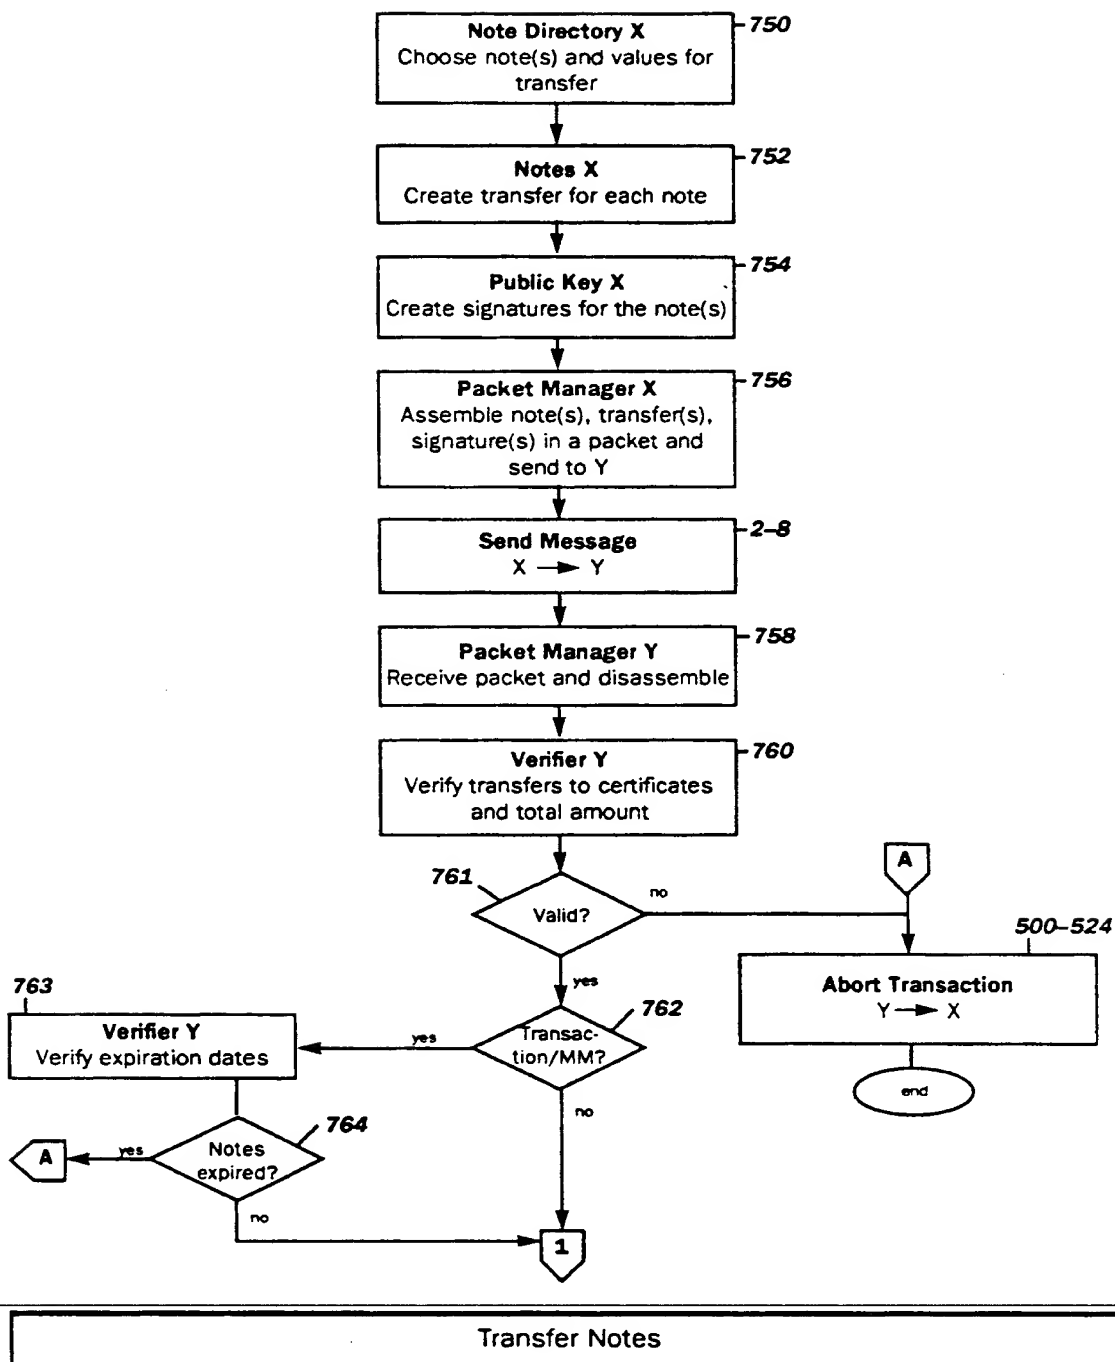 750
Note Directory X
Choose note(s) and values for
transfer
752
Notes X
Create transfer for each note
754
Public Key X
Create signatures for the note(s)
756
Packet Manager X
Assemble note(s), transfer(s),
signature(s) in a packet and
send to Y
2–8
Send Message
X Y
758
Packet Manager Y
Receive packet and disassemble
760
Verifier Y
Verify transfers to certificates
and total amount
761
Valid?
no
A
500–524
Abort Transaction
Y X
end
yes
762
Transac-
tion/MM?
yes
763
Verifier Y
Verify expiration dates
no
764
Notes
expired?
yes
A
no
1
Transfer Notes